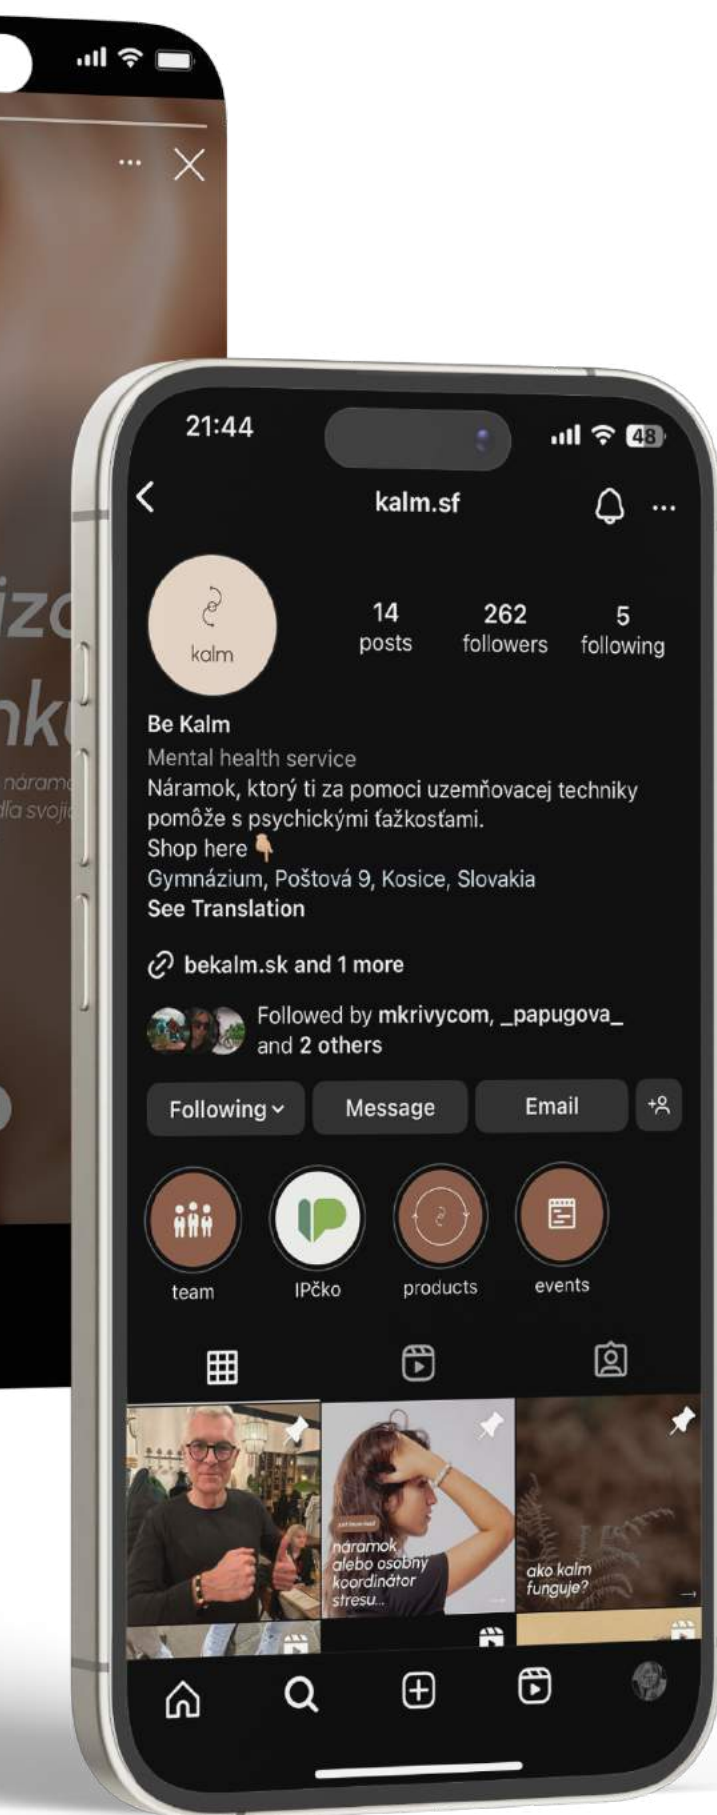 21:44
48
kalm.sf
kalm
14
posts
262
followers
5
following
Be Kalm
Mental health service
Náramok, ktorý ti za pomoci uzemňovacej techniky
pomôže s psychickými ťažkosťami.
Shop here
Gymnázium, Poštová 9, Kosice, Slovakia
See Translation
bekalm.sk and 1 more
Followed by mkrivycom, _papugova_
and 2 others
Following
Message
Email
team
IPčko
products
events
náramok
alebo osobný
koordinátor
stresu...
ako kalm
funguje?